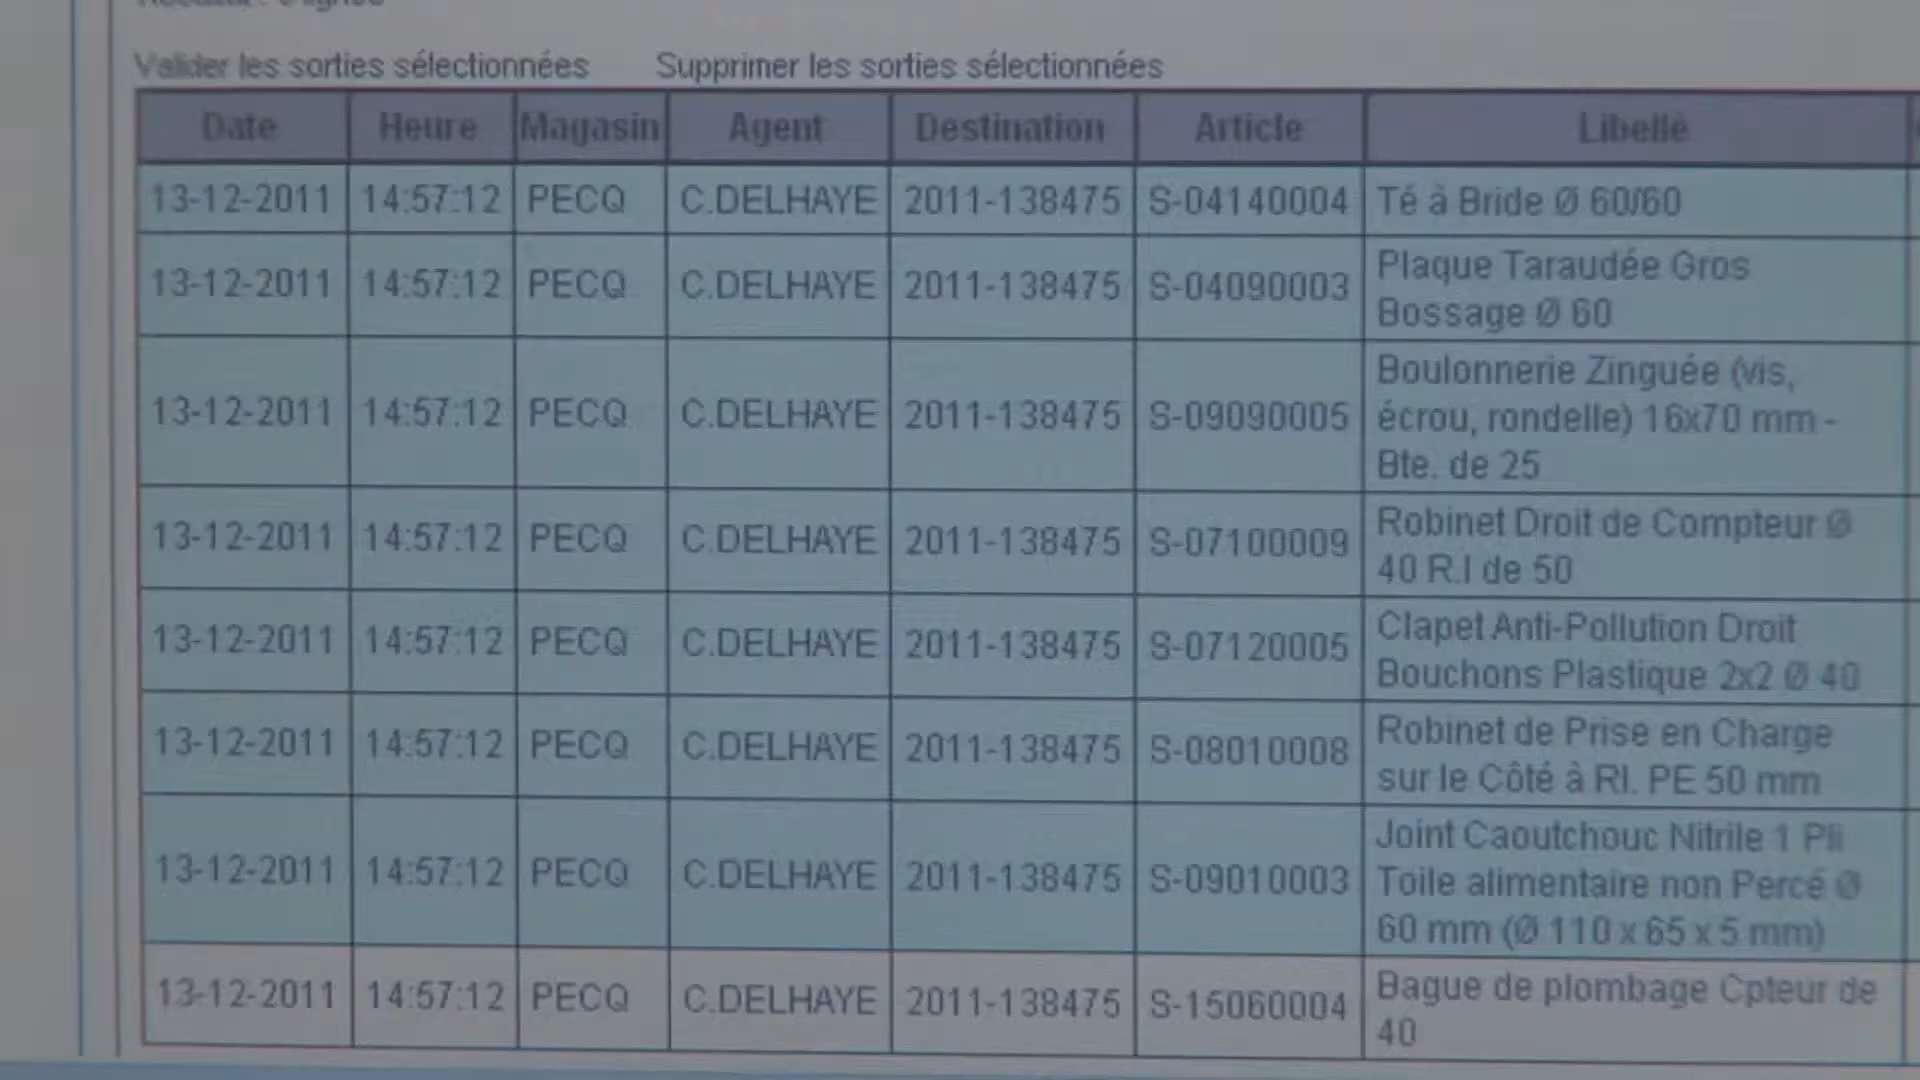 Valider les sorties sélectionnées Supprimer les sorties sélectionnées
Date Heure Magasin Agent Destination Article Libellé
13-12-2011 14:57:12 PECQ C.DELHAYE 2011-138475 S-04140004 Té à Bride Ø 60/60
13-12-2011 14:57:12 PECQ C.DELHAYE 2011-138475 S-04090003 Plaque Taraudée Gros
Bossage Ø 60
13-12-2011 14:57:12 PECQ C.DELHAYE 2011-138475 S-09090005 Boulonnerie Zinguée (vis,
écrou, rondelle) 16x70 mm -
Bte. de 25
13-12-2011 14:57:12 PECQ C.DELHAYE 2011-138475 S-07100009 Robinet Droit de Compteur Ø
40 R.I de 50
13-12-2011 14:57:12 PECQ C.DELHAYE 2011-138475 S-07120005 Clapet Anti-Pollution Droit
Bouchons Plastique 2x2 Ø 40
13-12-2011 14:57:12 PECQ C.DELHAYE 2011-138475 S-08010008 Robinet de Prise en Charge
sur le Côté à RI. PE 50 mm
13-12-2011 14:57:12 PECQ C.DELHAYE 2011-138475 S-09010003 Joint Caoutchouc Nitrile 1 Pli
Toile alimentaire non Percé Ø
60 mm (Ø 110 x 65 x 5 mm)
13-12-2011 14:57:12 PECQ C.DELHAYE 2011-138475 S-15060004 Bague de plombage Cpteur de
40